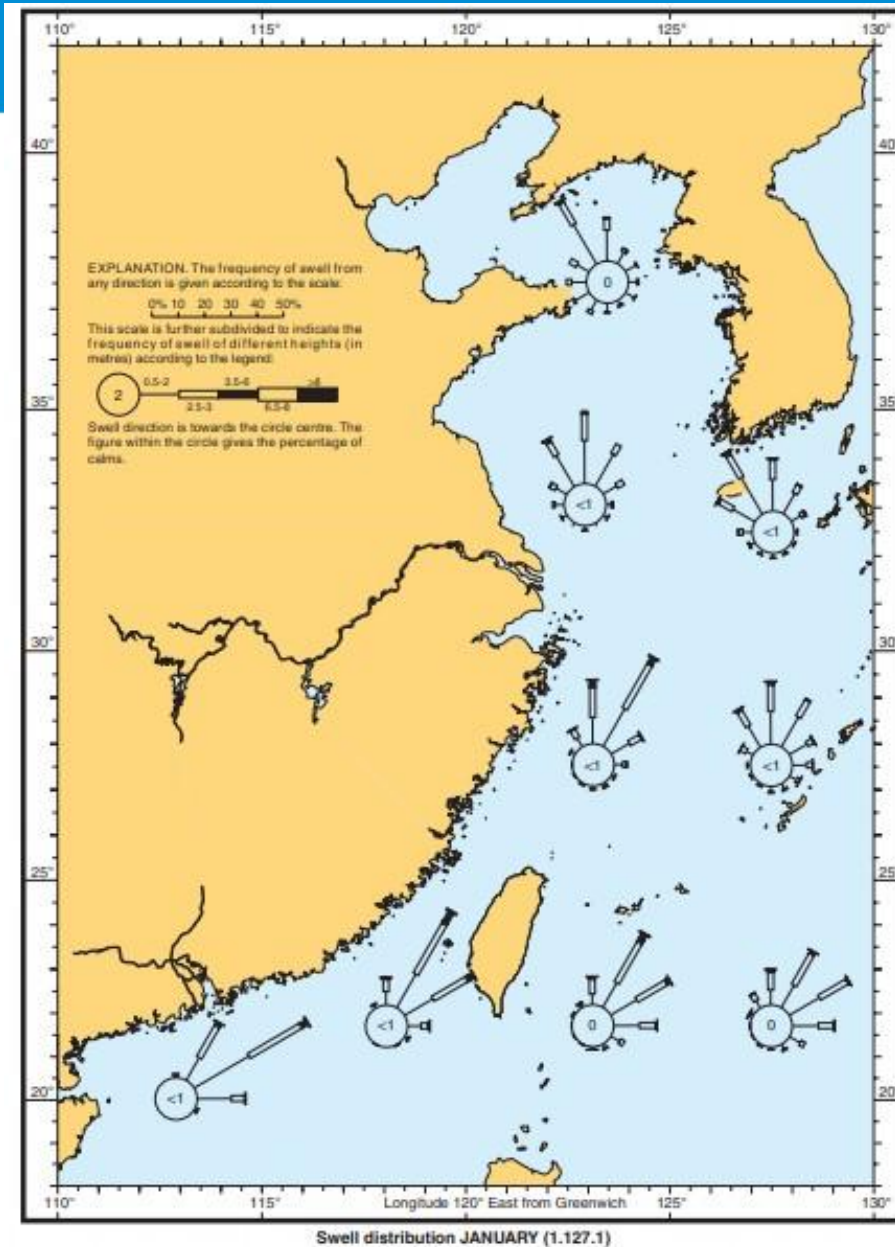 110° 115° 120° 125° 130°
40° 40°
EXPLANATION. The frequency of swell from
any direction is given according to the scale:
0% 10 20 30 40 50%
This scale is further subdivided to indicate the
frequency of swell of different heights (in
metres) according to the legend:
0.5-2 3.5-6 >8
2
2.5-3 6.5-8
Swell direction is towards the circle centre. The
figure within the circle gives the percentage of
calms.
0
35° 35°
<1
<1
30° 30°
<1 <1
25° 25°
<1 0 0
<1
20° 20°
110° 115° Longitude 120° East from Greenwich 125° 130°
Swell distribution JANUARY (1.127.1)